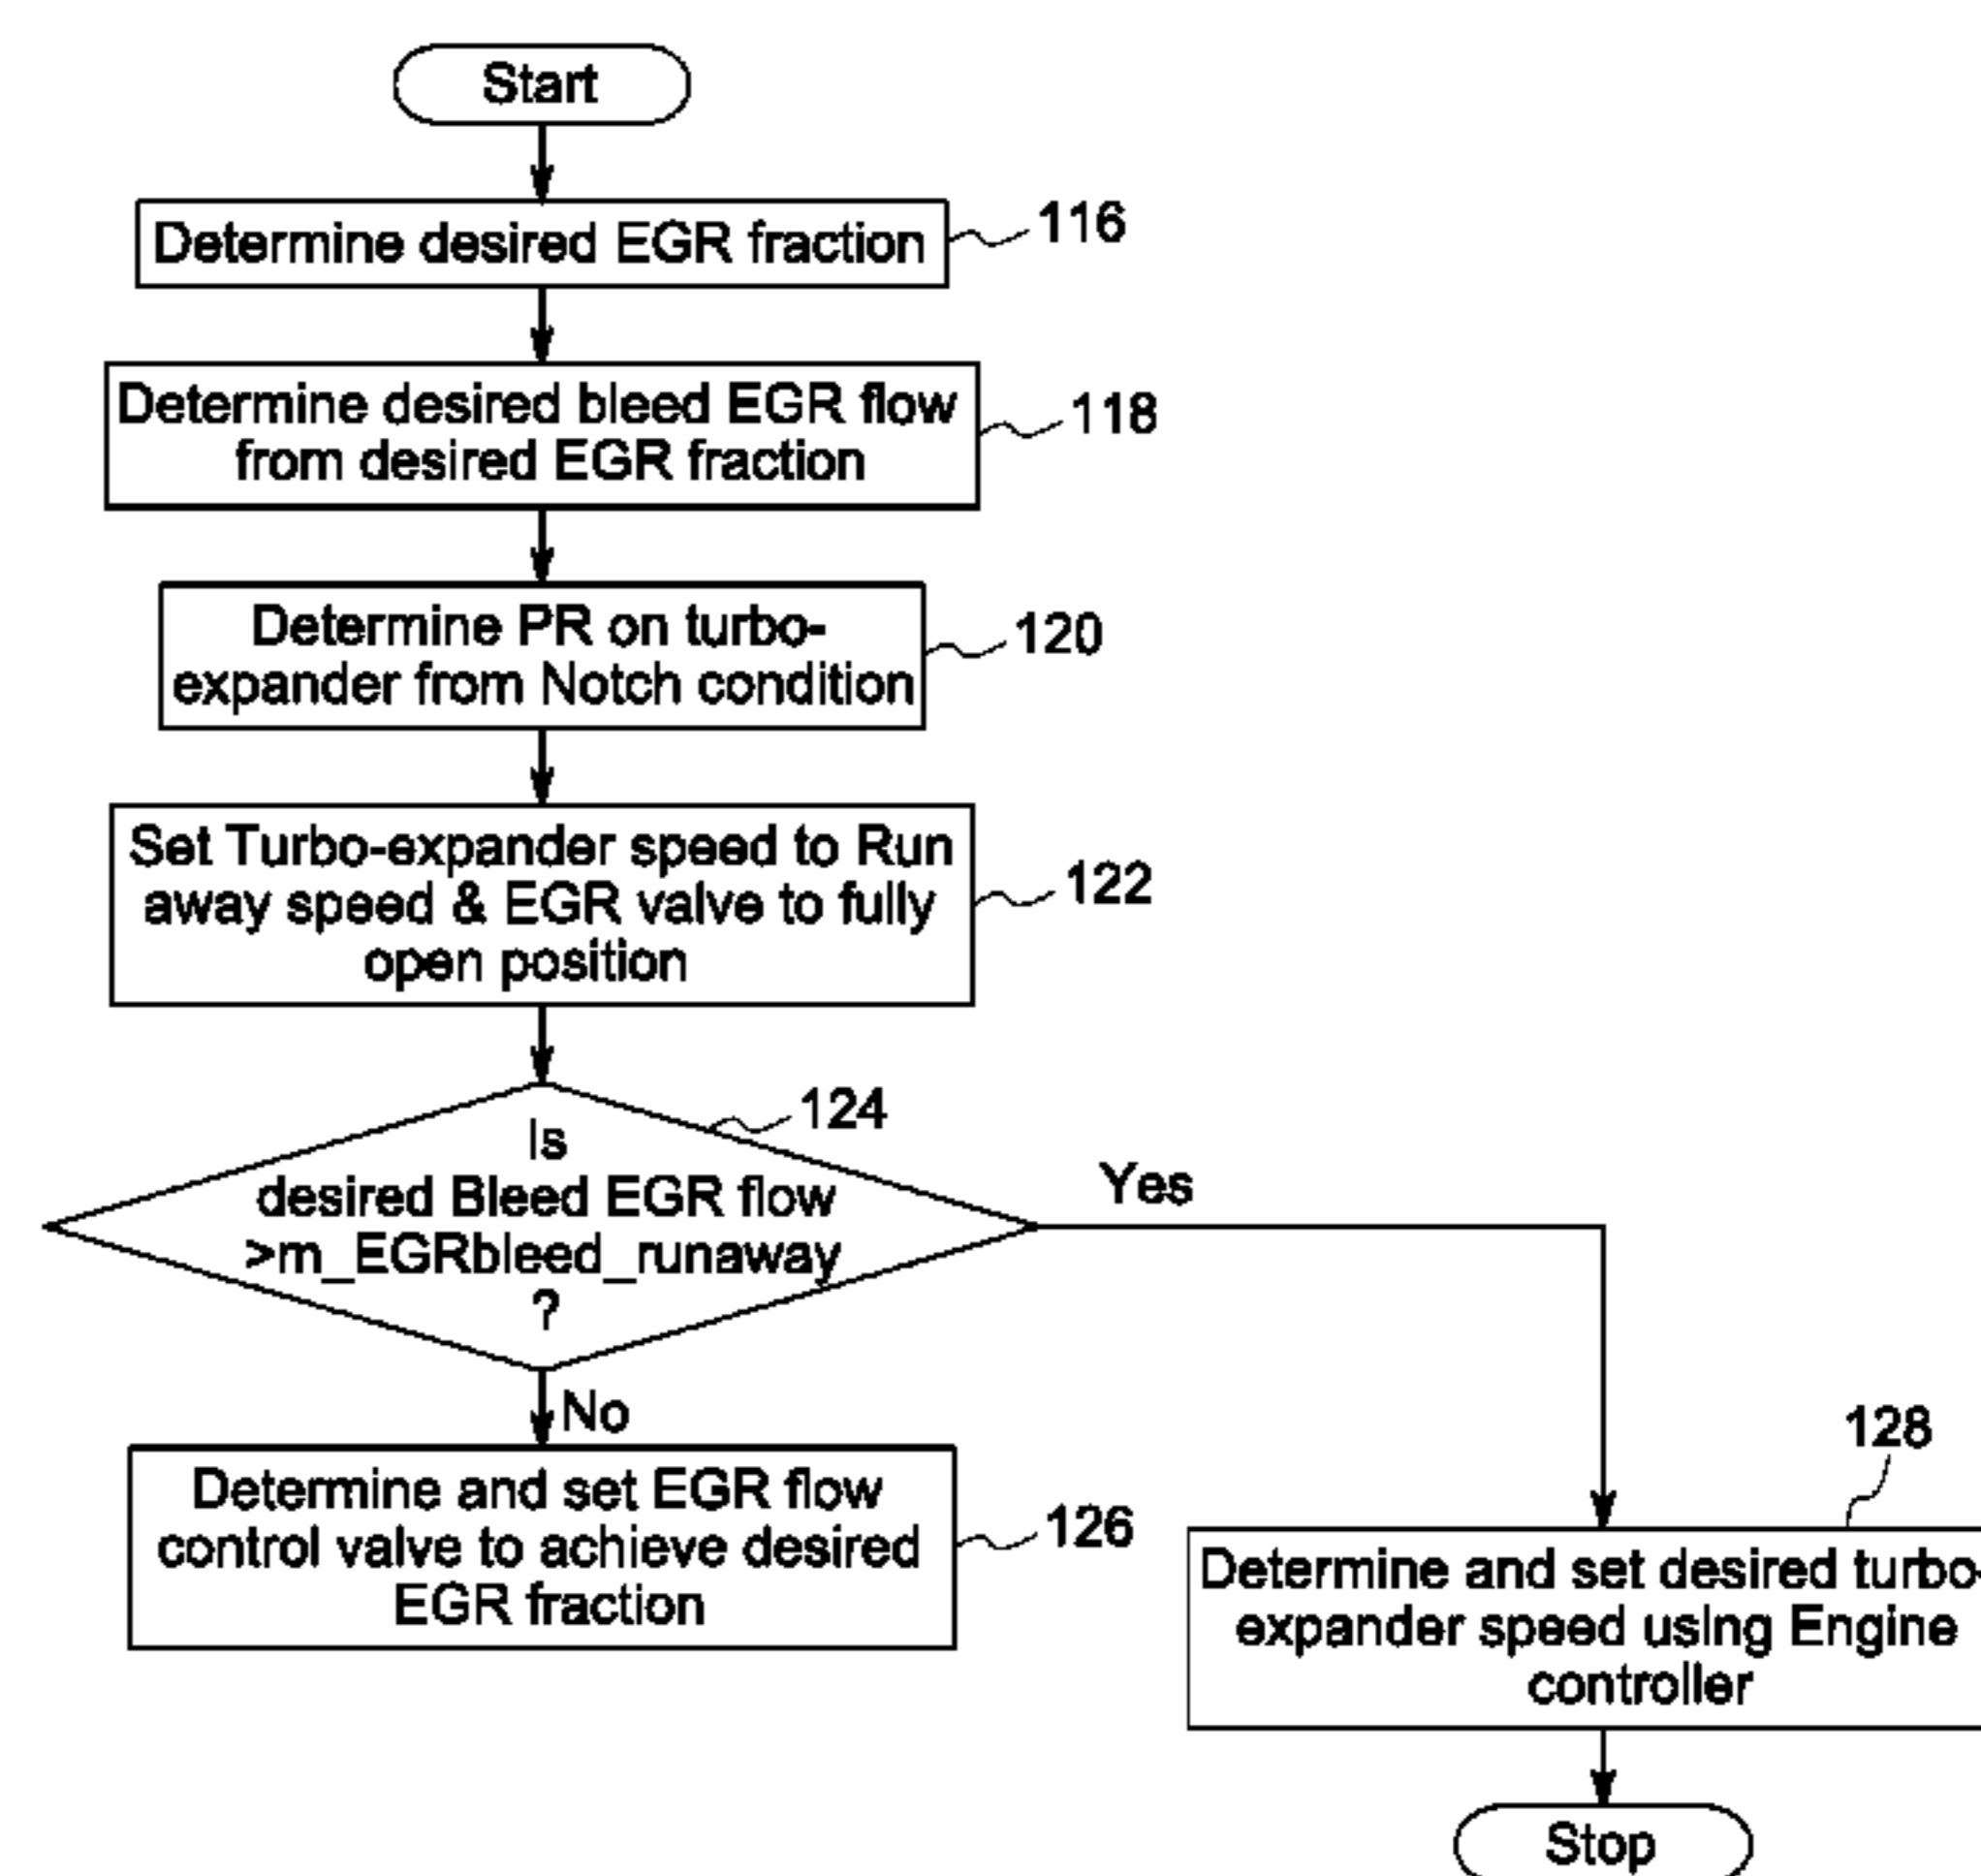 Start
Determine desired EGR fraction
116
Determine desired bleed EGR flow
from desired EGR fraction
118
Determine PR on turbo-
expander from Notch condition
120
Set Turbo-expander speed to Run
away speed & EGR valve to fully
open position
122
124
Is
desired Bleed EGR flow
>m_EGRbleed_runaway
?
Yes
No
Determine and set EGR flow
control valve to achieve desired
EGR fraction
126
128
Determine and set desired turbo-
expander speed using Engine
controller
Stop